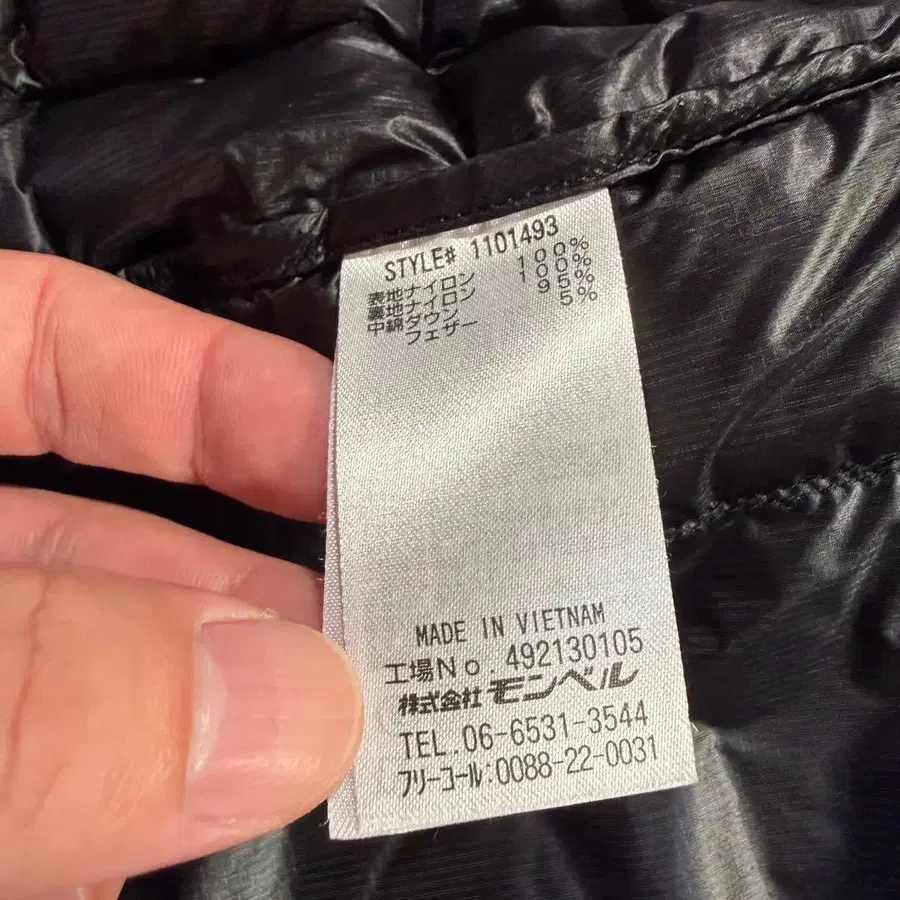 STYLE# 1101493
表地ナイロン 100%
裏地ナイロン 100%
中綿ダウン 95%
フェザー 5%
MADE IN VIETNAM
工場No.492130105
株式会社モンベル
TEL.06-6531-3544
フリーコール:0088-22-0031